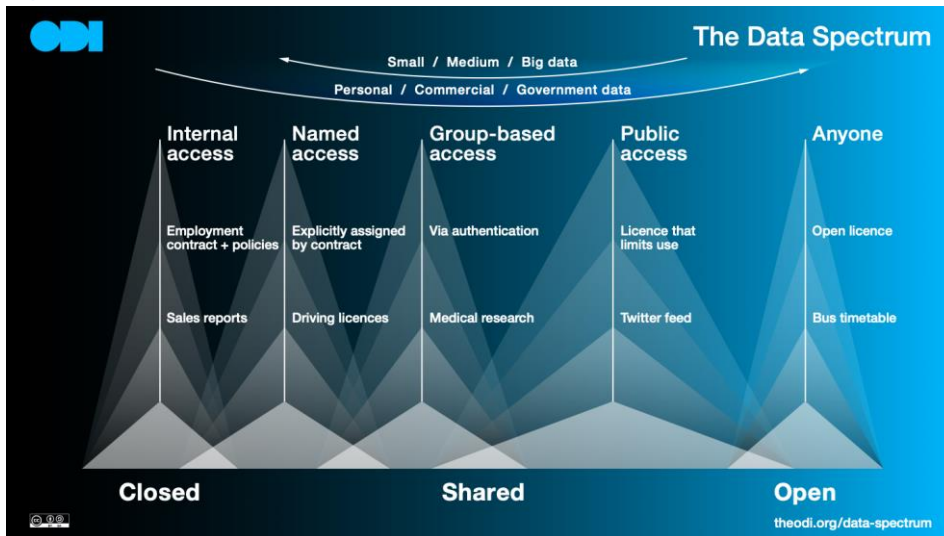 ODI
The Data Spectrum
Small / Medium / Big data
Personal / Commercial / Government data
Internal
access
Named
access
Group-based
access
Public
access
Anyone
Employment
contract + policies
Explicitly assigned
by contract
Via authentication
Licence that
limits use
Open licence
Sales reports
Driving licences
Medical research
Twitter feed
Bus timetable
Closed
Shared
Open
theodi.org/data-spectrum